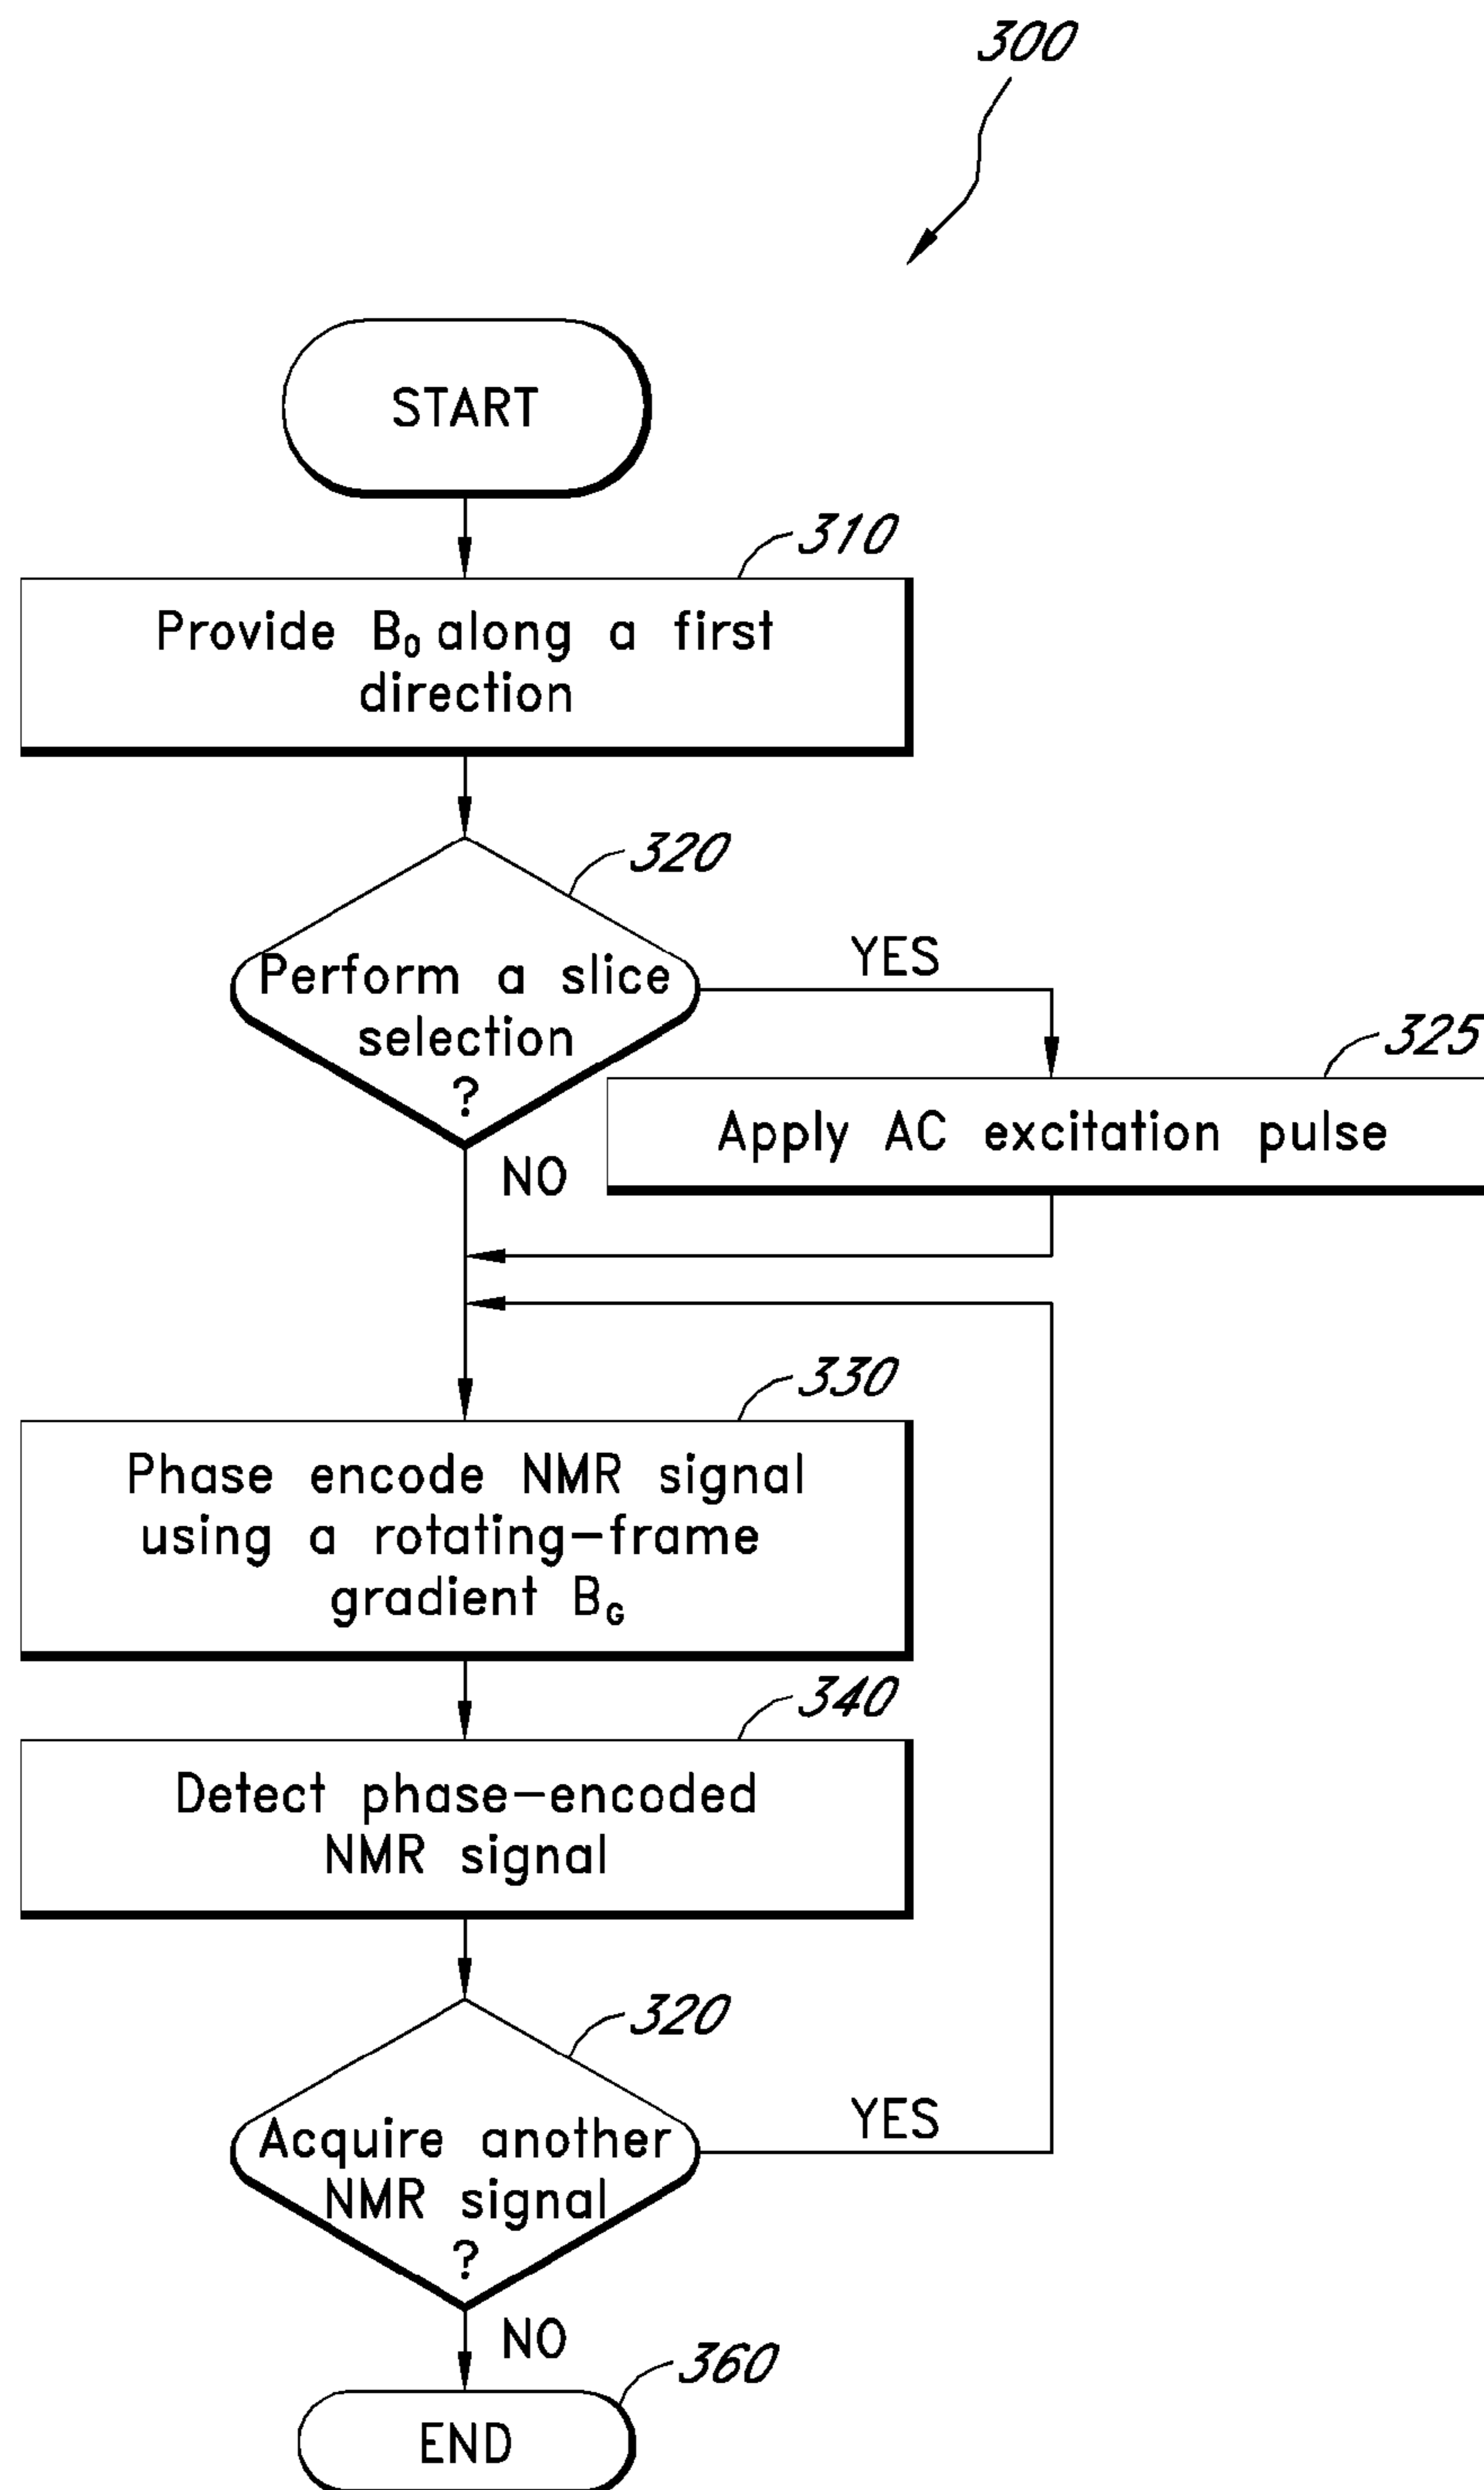 300
START
310
Provide B₀ along a first
direction
320
Perform a slice
selection
?
YES
325
Apply AC excitation pulse
NO
330
Phase encode NMR signal
using a rotating-frame
gradient B_G
340
Detect phase-encoded
NMR signal
320
Acquire another
NMR signal
?
YES
NO
360
END